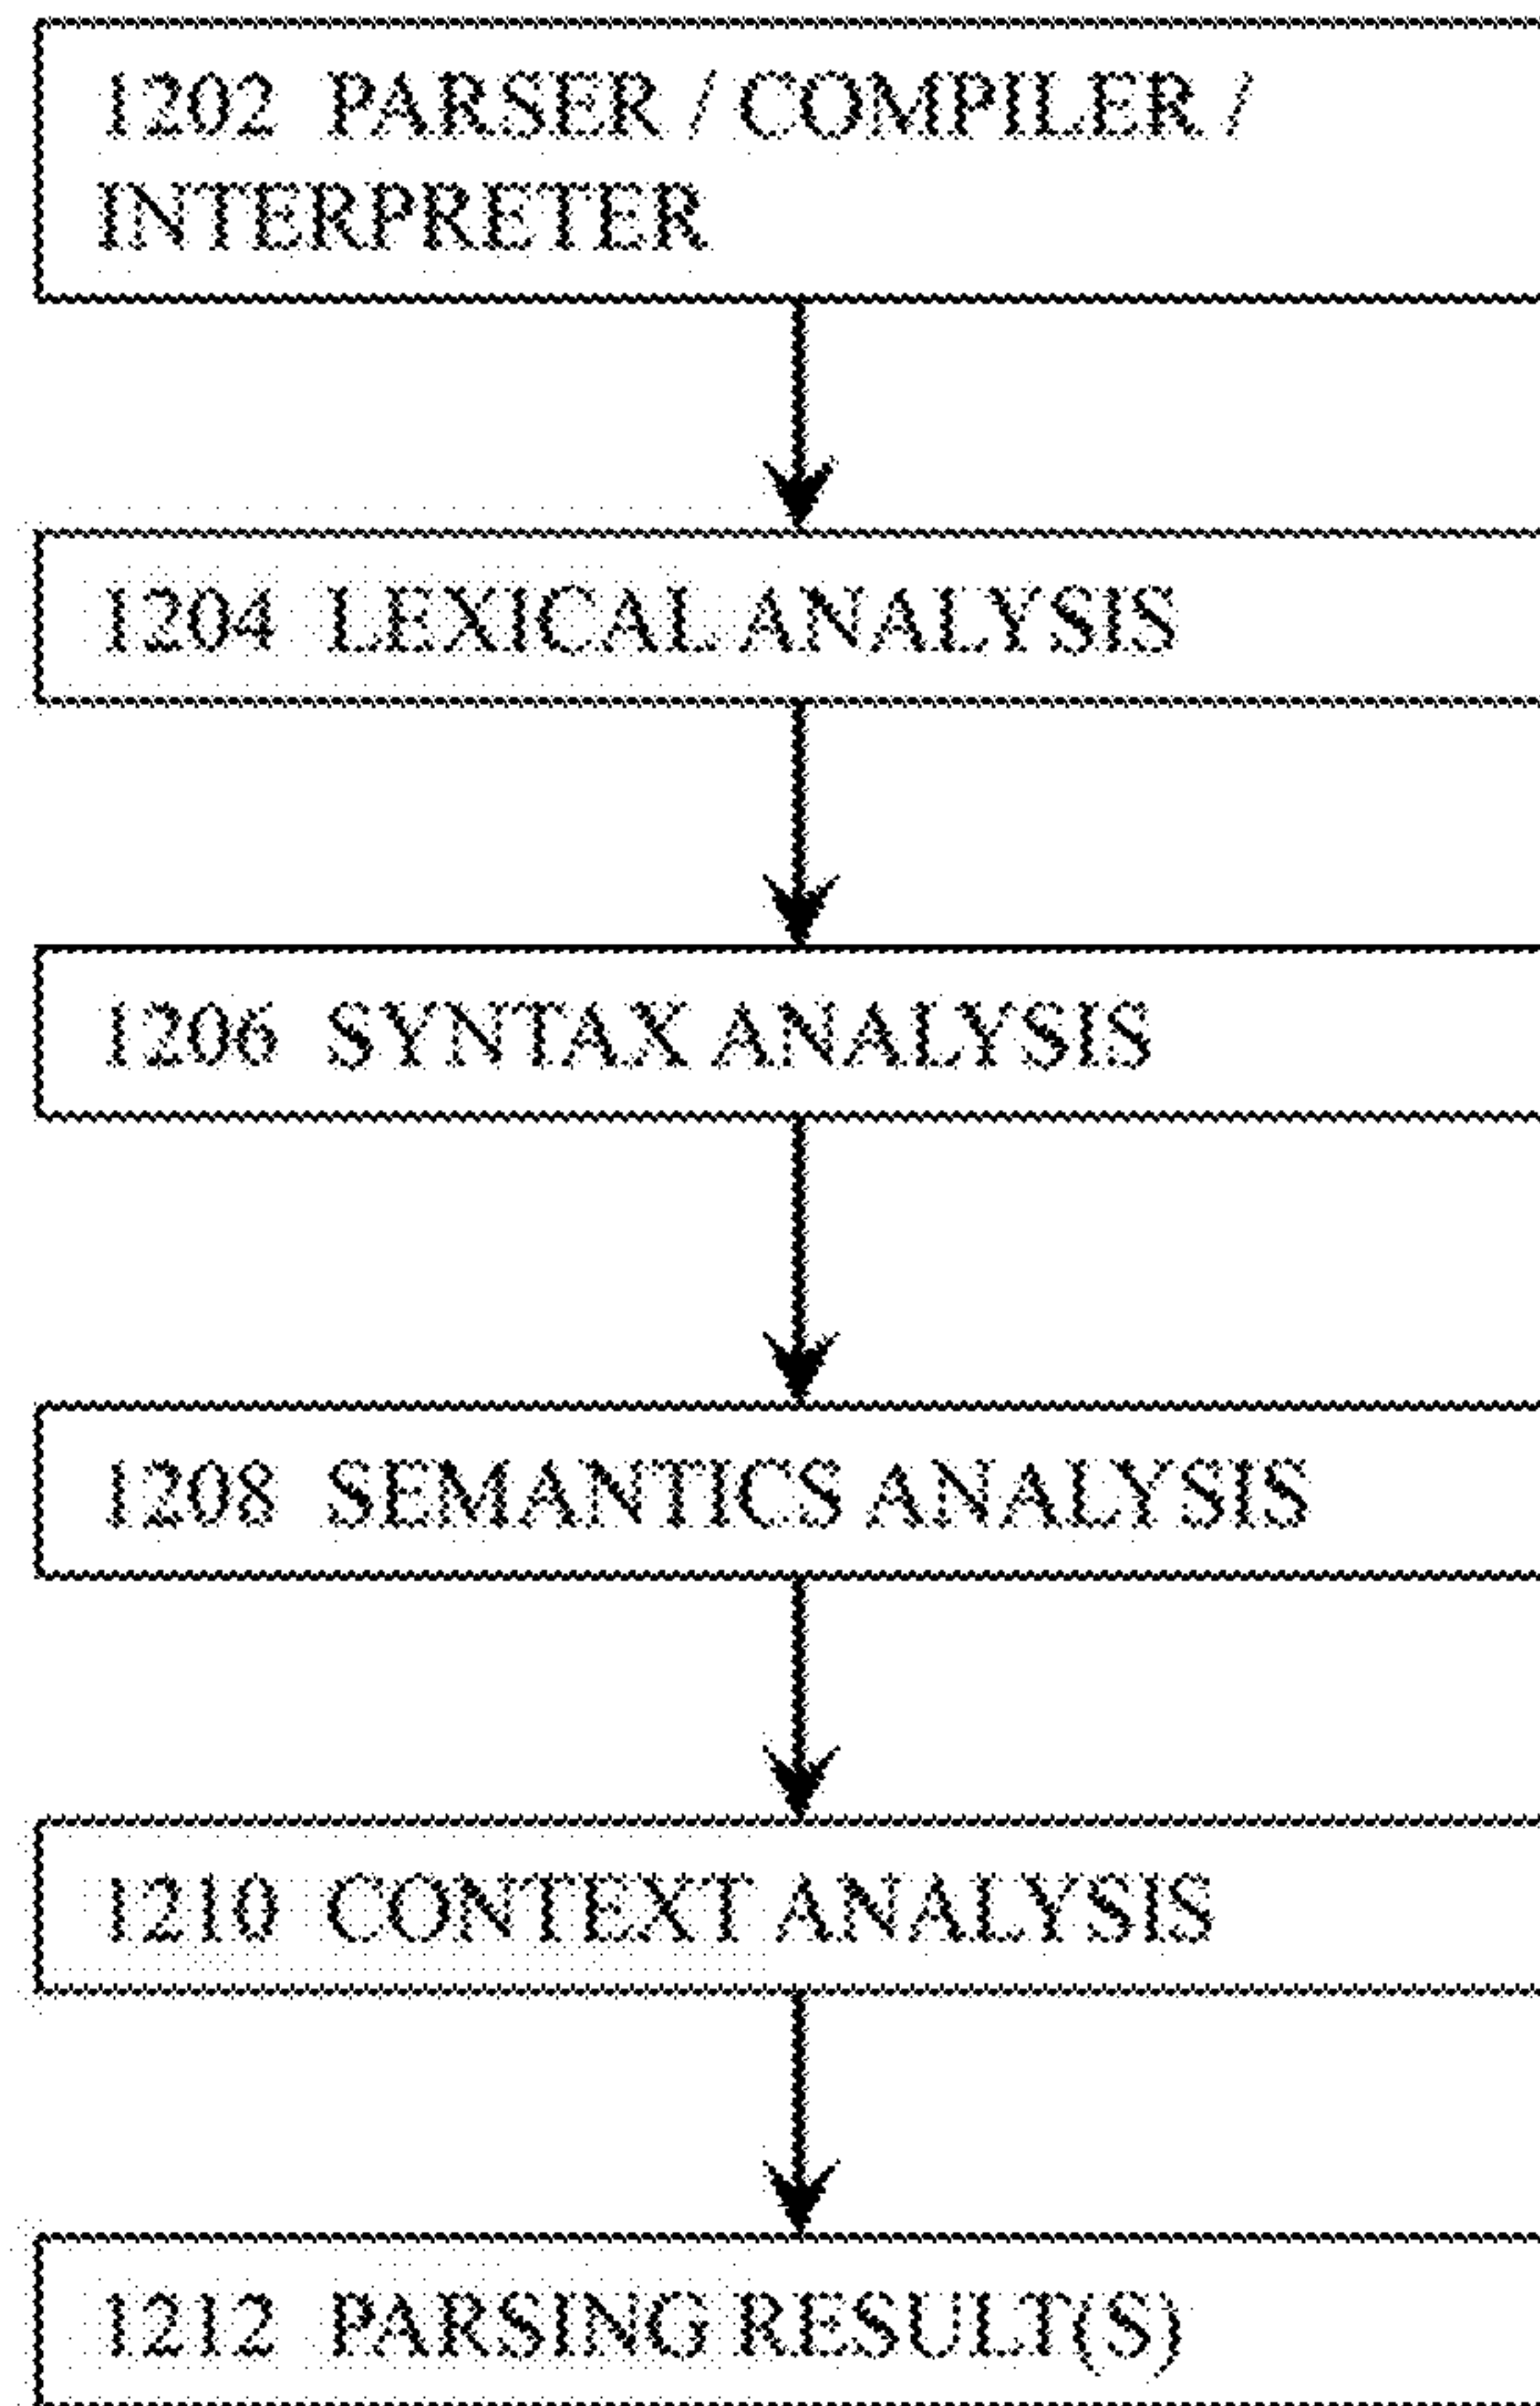 1202 PARSER / COMPILER /
INTERPRETER
1204 LEXICAL ANALYSIS
1206 SYNTAX ANALYSIS
1208 SEMANTICS ANALYSIS
1210 CONTEXT ANALYSIS
1212 PARSING RESULT(S)